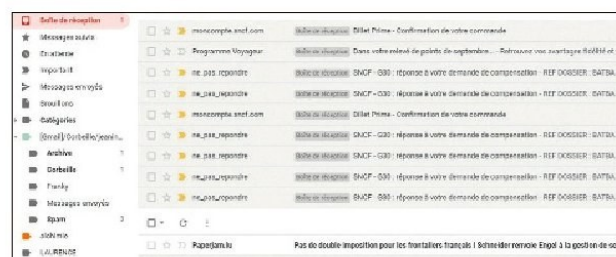 Boîte de réception
Messages suivis
En attente
Important
Messages envoyés
Brouillons
Catégories
[Gmail]/Corbeille/jeanin...
Archive 1
Corbeille 1
Franky
Messages envoyés
Spam 3
LAURENCE
moncompte.sncf.com Boîte de réception Billet Prime - Confirmation de votre commande
Programme Voyageur Boîte de réception Dans votre relevé de points de septembre... - Retrouvez vos avantages fidélité et
ne_pas_repondre Boîte de réception SNCF - G30 : réponse à votre demande de compensation - REF DOSSIER : BATBA
ne_pas_repondre Boîte de réception SNCF - G30 : réponse à votre demande de compensation - REF DOSSIER : BATBA
moncompte.sncf.com Boîte de réception Billet Prime - Confirmation de votre commande
ne_pas_repondre Boîte de réception SNCF - G30 : réponse à votre demande de compensation - REF DOSSIER : BATBA
ne_pas_repondre Boîte de réception SNCF - G30 : réponse à votre demande de compensation - REF DOSSIER : BATBA
ne_pas_repondre Boîte de réception SNCF - G30 : réponse à votre demande de compensation - REF DOSSIER : BATBA
ne_pas_repondre Boîte de réception SNCF - G30 : réponse à votre demande de compensation - REF DOSSIER : BATBA
Paperjam.lu Pas de double imposition pour les frontaliers français I Schneider renvoie Engel à la gestion de so